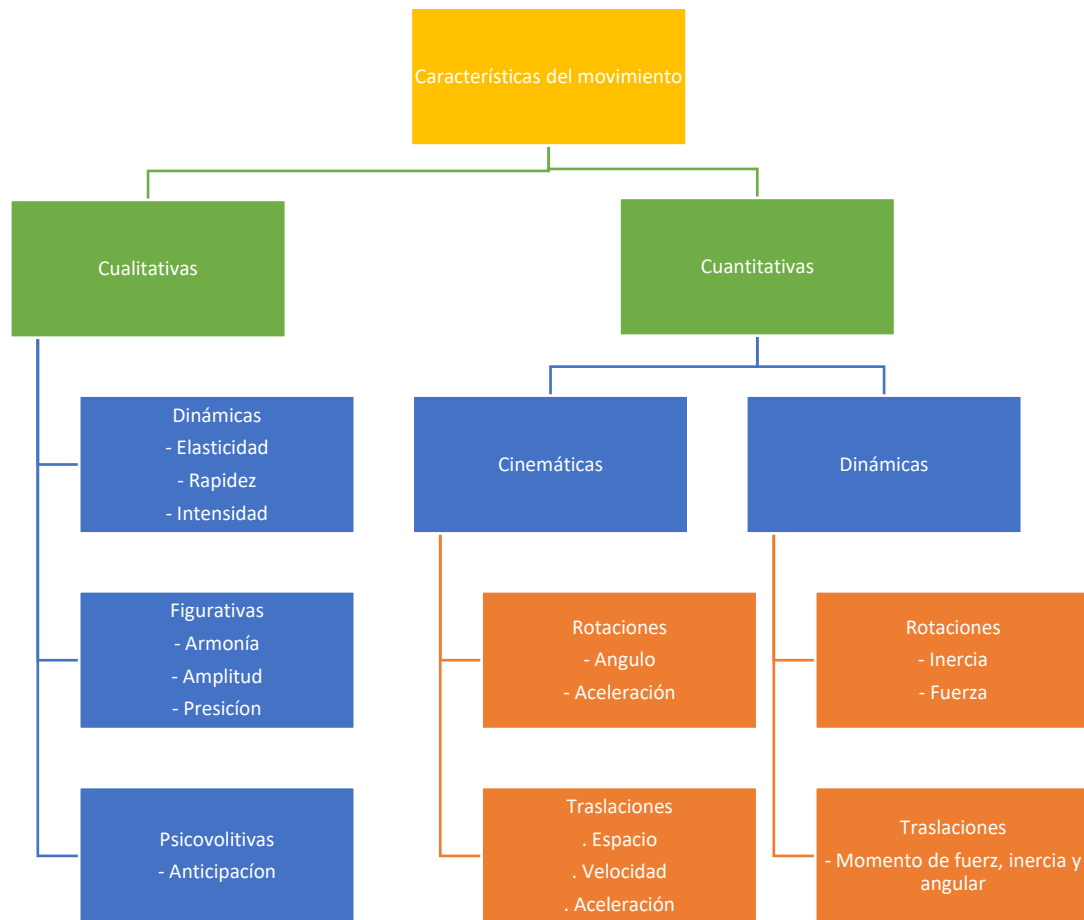 Características del movimiento
Cualitativas
Dinámicas
- Elasticidad
- Rapidez
- Intensidad
Figurativas
- Armonía
- Amplitud
- Presicíon
Psicovolitivas
- Anticipacíon
Cuantitativas
Cinemáticas
Rotaciones
- Angulo
- Aceleración
Traslaciones
. Espacio
. Velocidad
. Aceleración
Dinámicas
Rotaciones
- Inercia
- Fuerza
Traslaciones
- Momento de fuerz, inercia y
angular